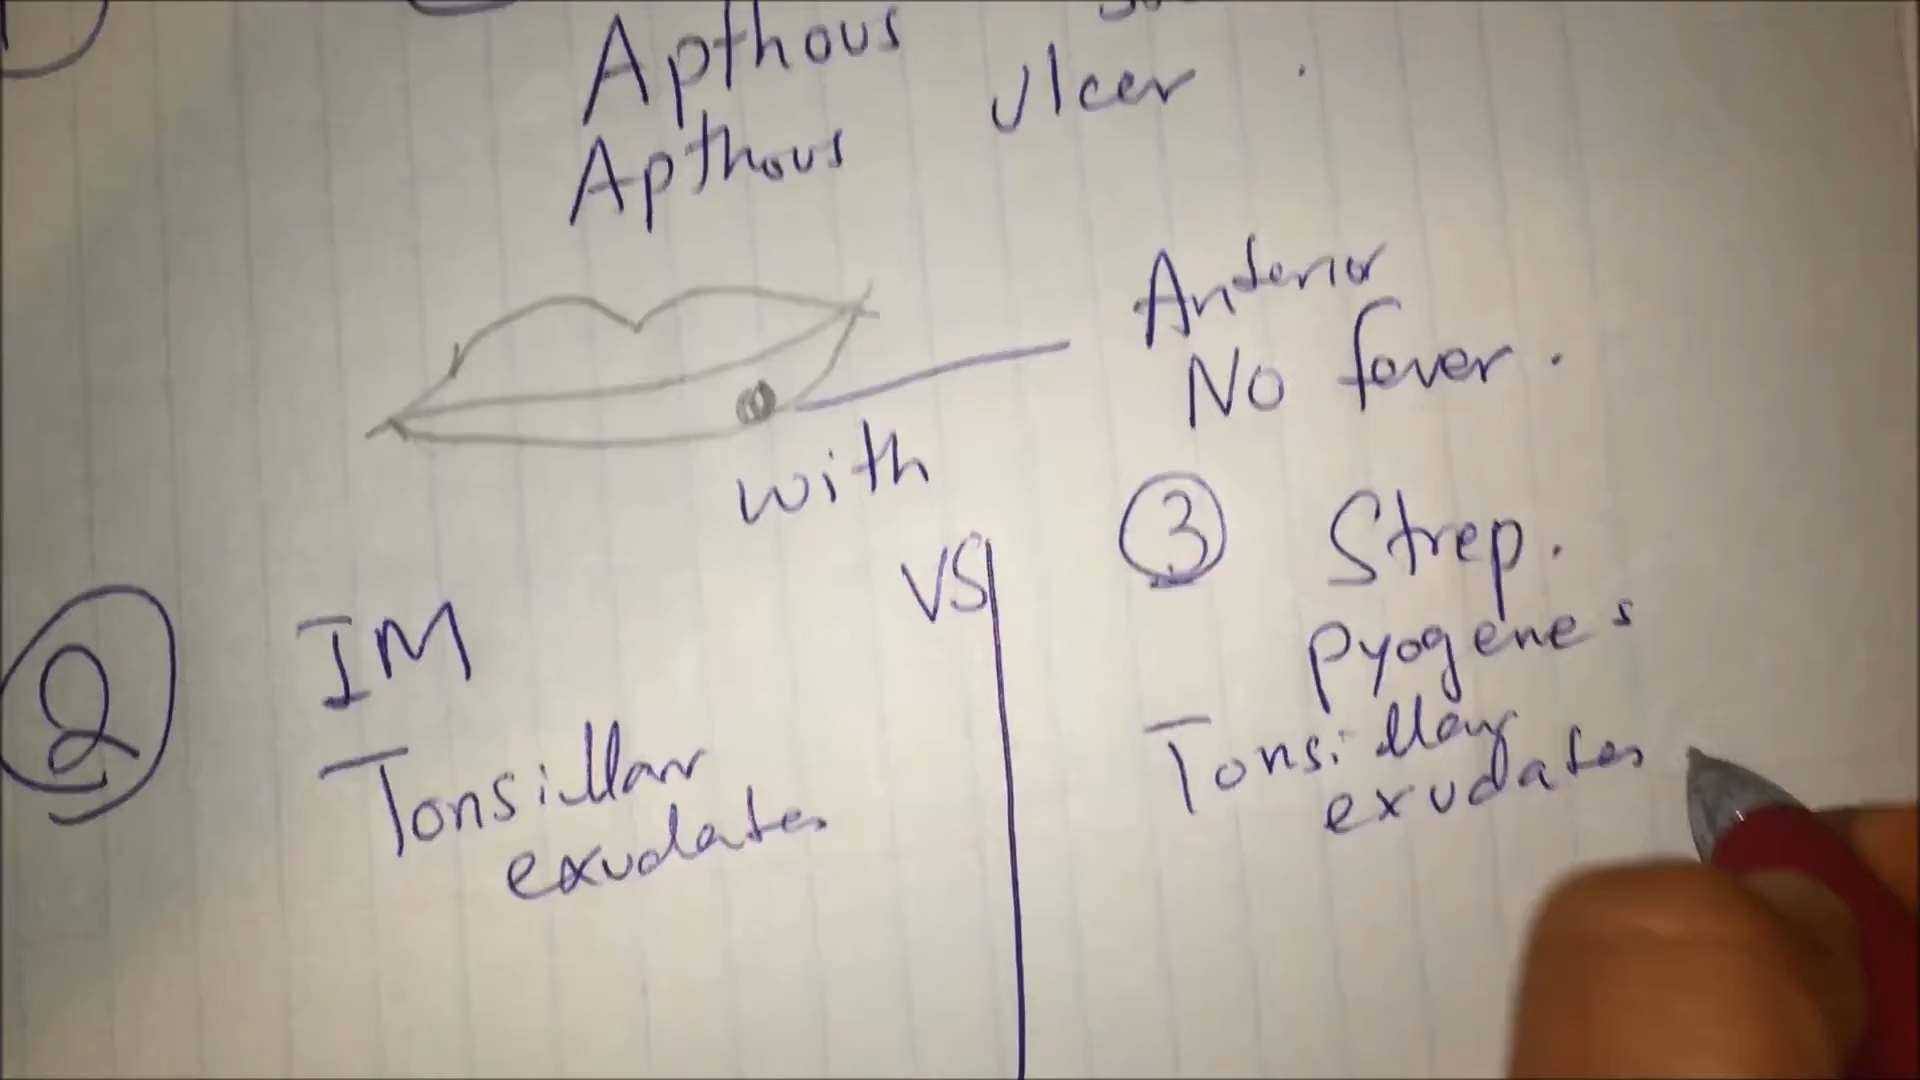 Apthous
Ulcer .
Apthous
Anterior
No fever .
with
VS
2 IM
Tonsillar
exudates
3 Strep.
Pyogenes
Tonsillar
exudates